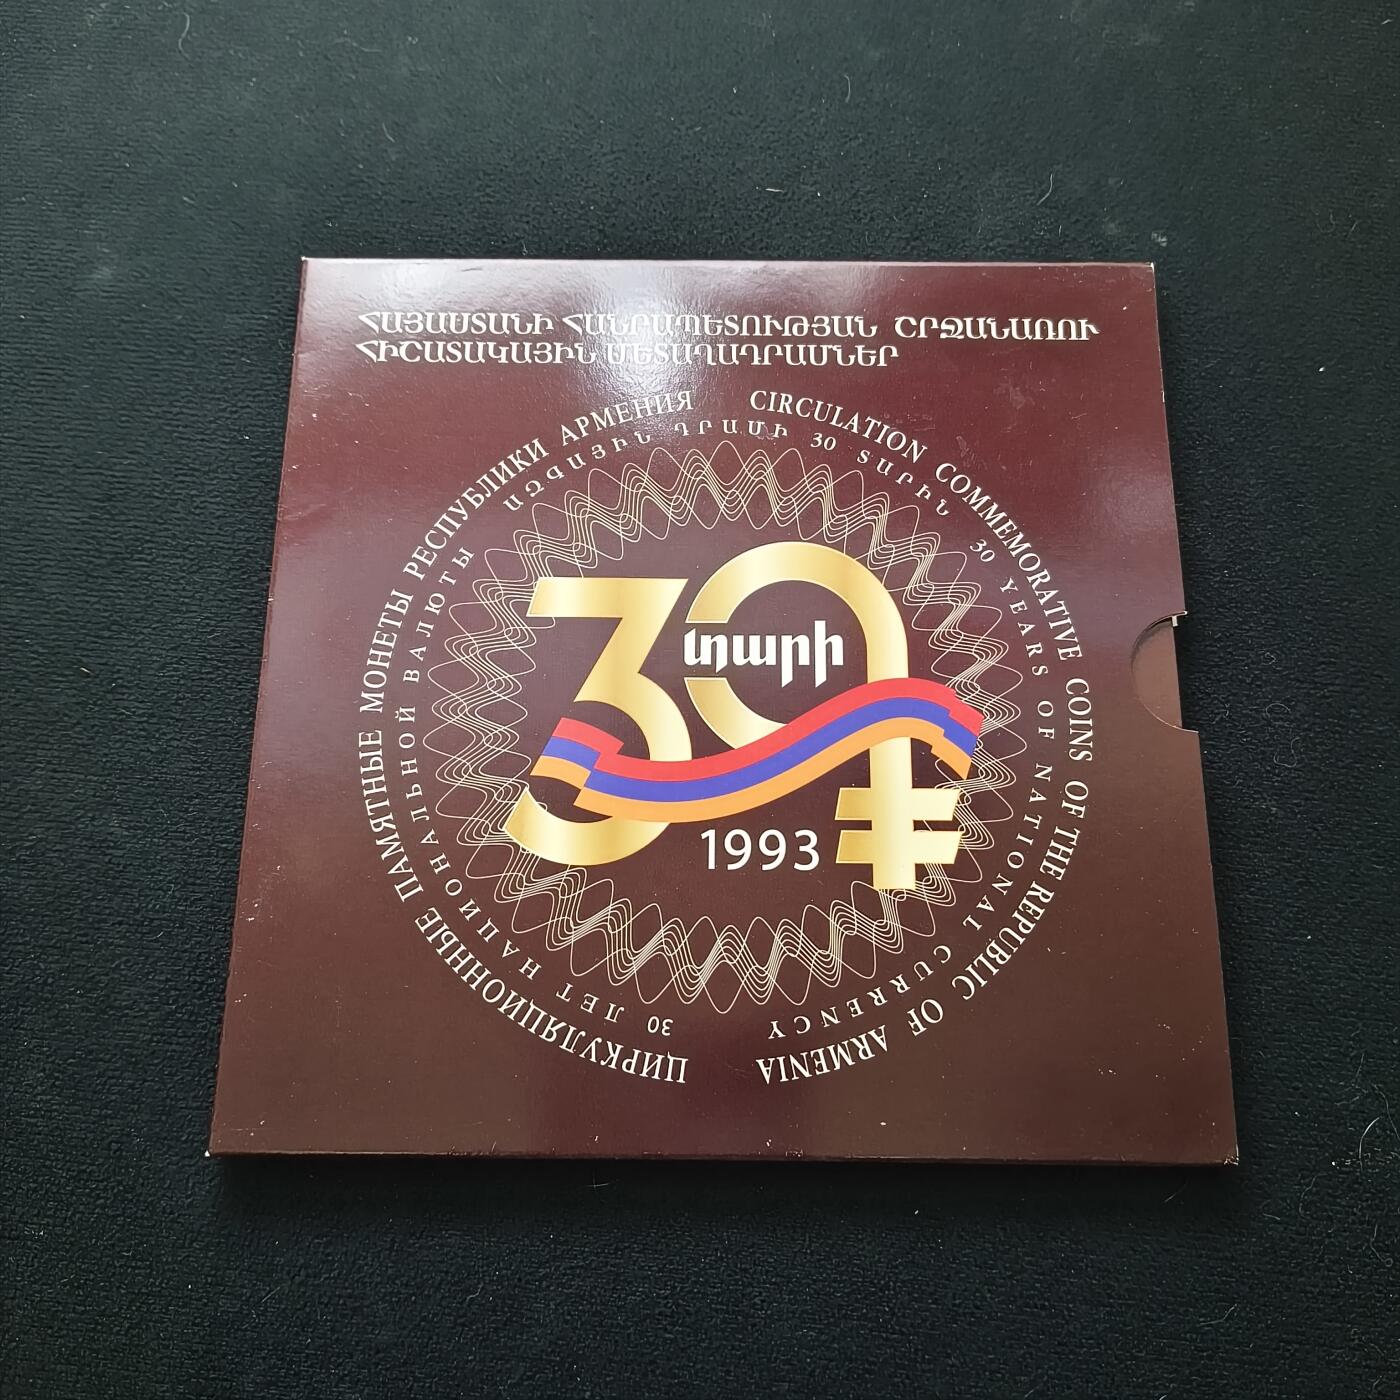 ՀԱՅԱՍՏԱՆԻ ՀԱՆՐԱՊԵՏՈՒԹՅԱՆ ՇՐՋԱՆԱՌՈՒ
ՀԻՇԱՏԱԿԱՅԻՆ ՄԵՏԱՂԱԴՐԱՄՆԵՐ
ЦИРКУЛЯЦИОННЫЕ ПАМЯТНЫЕ МОНЕТЫ РЕСПУБЛИКИ АРМЕНИЯ
CIRCULATION COMMEMORATIVE COINS OF THE REPUBLIC OF ARMENIA
ԱԶԳԱՅԻՆ ԴՐԱՄԻ 30 ՏԱՐԻՆ
30 YEARS OF NATIONAL CURRENCY
30 ЛЕТ НАЦИОНАЛЬНОЙ ВАЛЮТЫ
30
տարի
1993